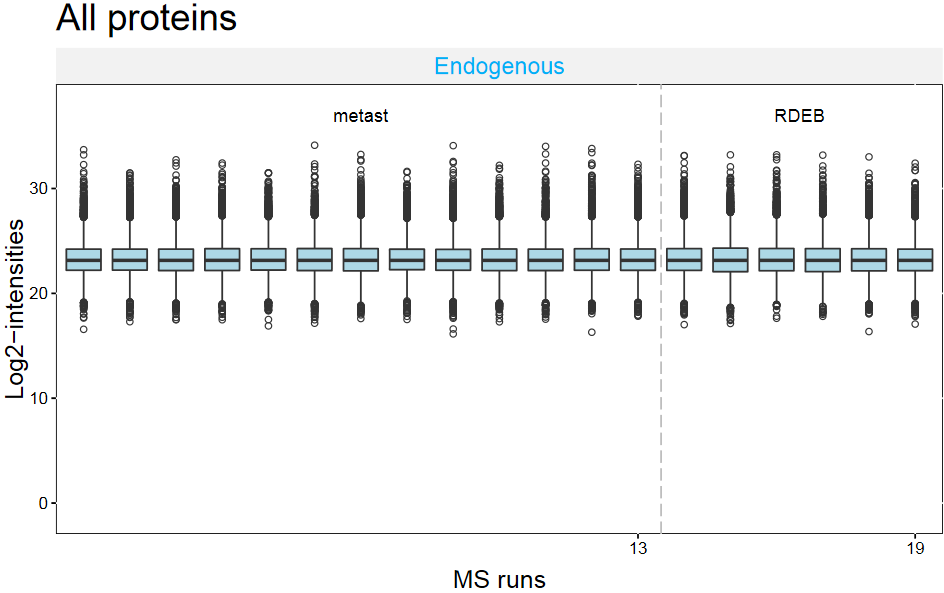 All proteins
Endogenous
metast
RDEB
30
20
10
0
Log2−intensities
13
19
MS runs